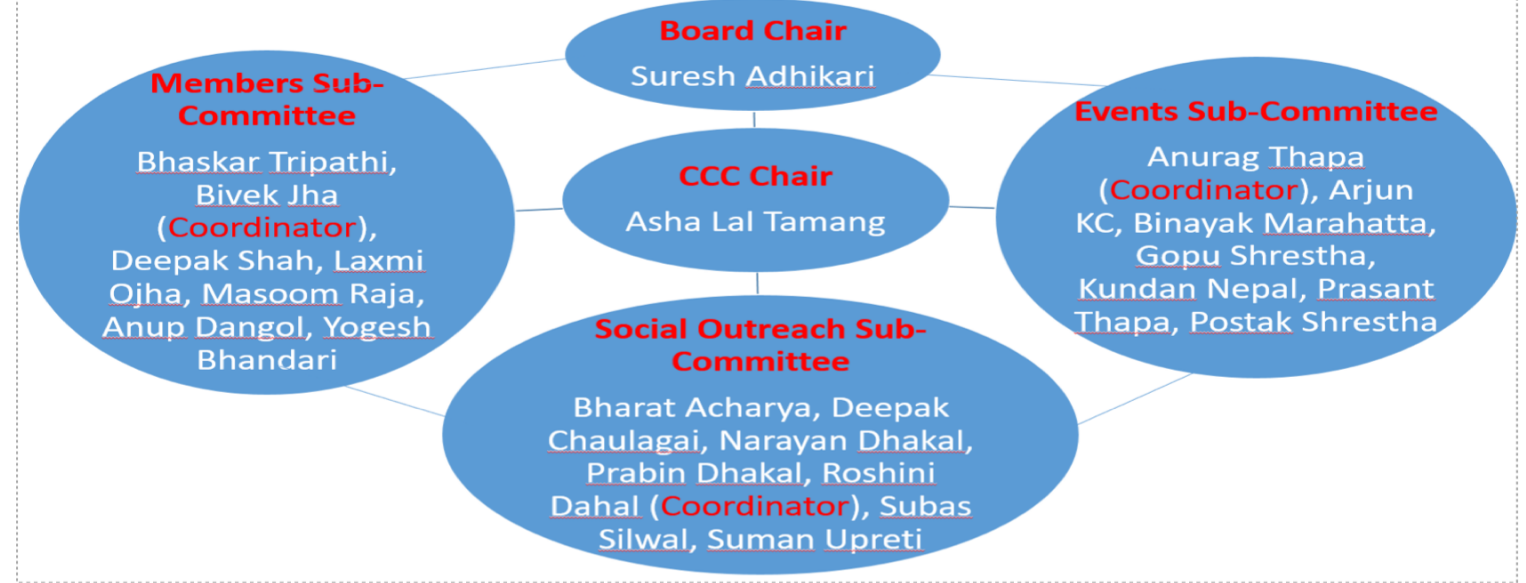 Board Chair
Suresh Adhikari
Members Sub-
Committee
Bhaskar Tripathi,
Bivek Jha
(Coordinator),
Deepak Shah, Laxmi
Ojha, Masoom Raja,
Anup Dangol, Yogesh
Bhandari
CCC Chair
Asha Lal Tamang
Events Sub-Committee
Anurag Thapa
(Coordinator), Arjun
KC, Binayak Marahatta,
Gopu Shrestha,
Kundan Nepal, Prasant
Thapa, Postak Shrestha
Social Outreach Sub-
Committee
Bharat Acharya, Deepak
Chaulagai, Narayan Dhakal,
Prabin Dhakal, Roshini
Dahal (Coordinator), Subas
Silwal, Suman Upreti